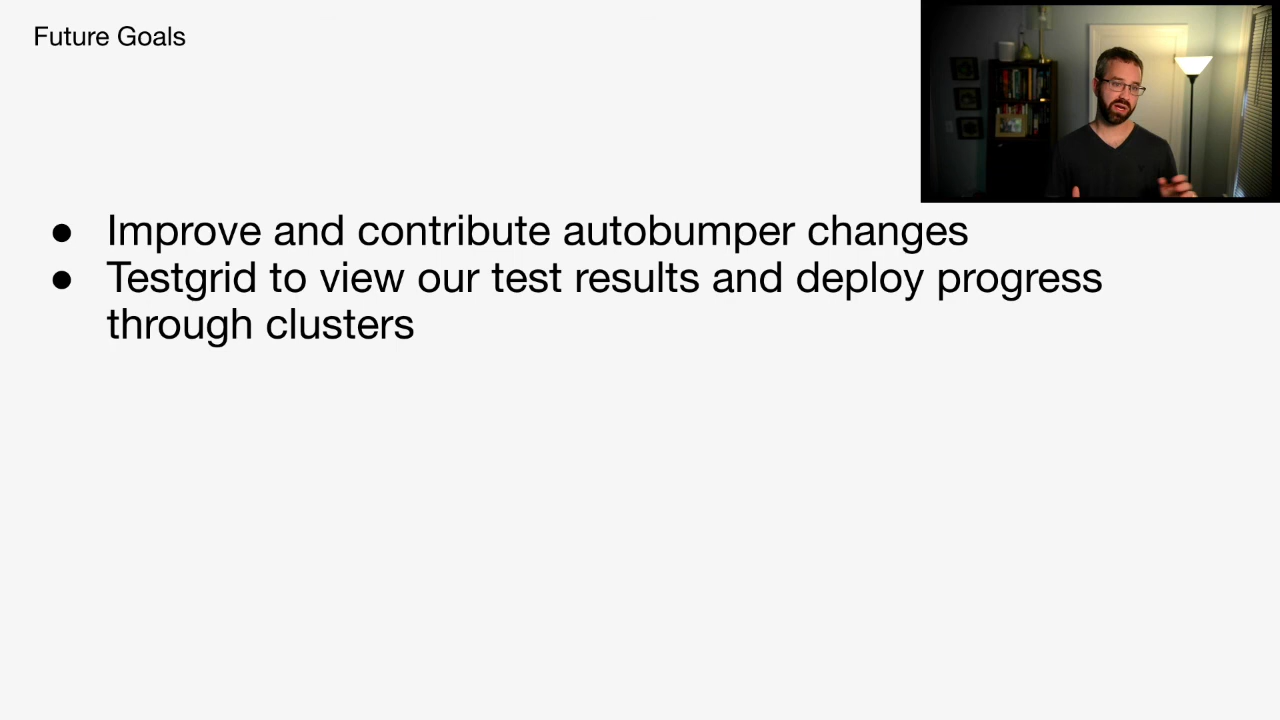 Future Goals
● Improve and contribute autobumper changes
● Testgrid to view our test results and deploy progress
through clusters